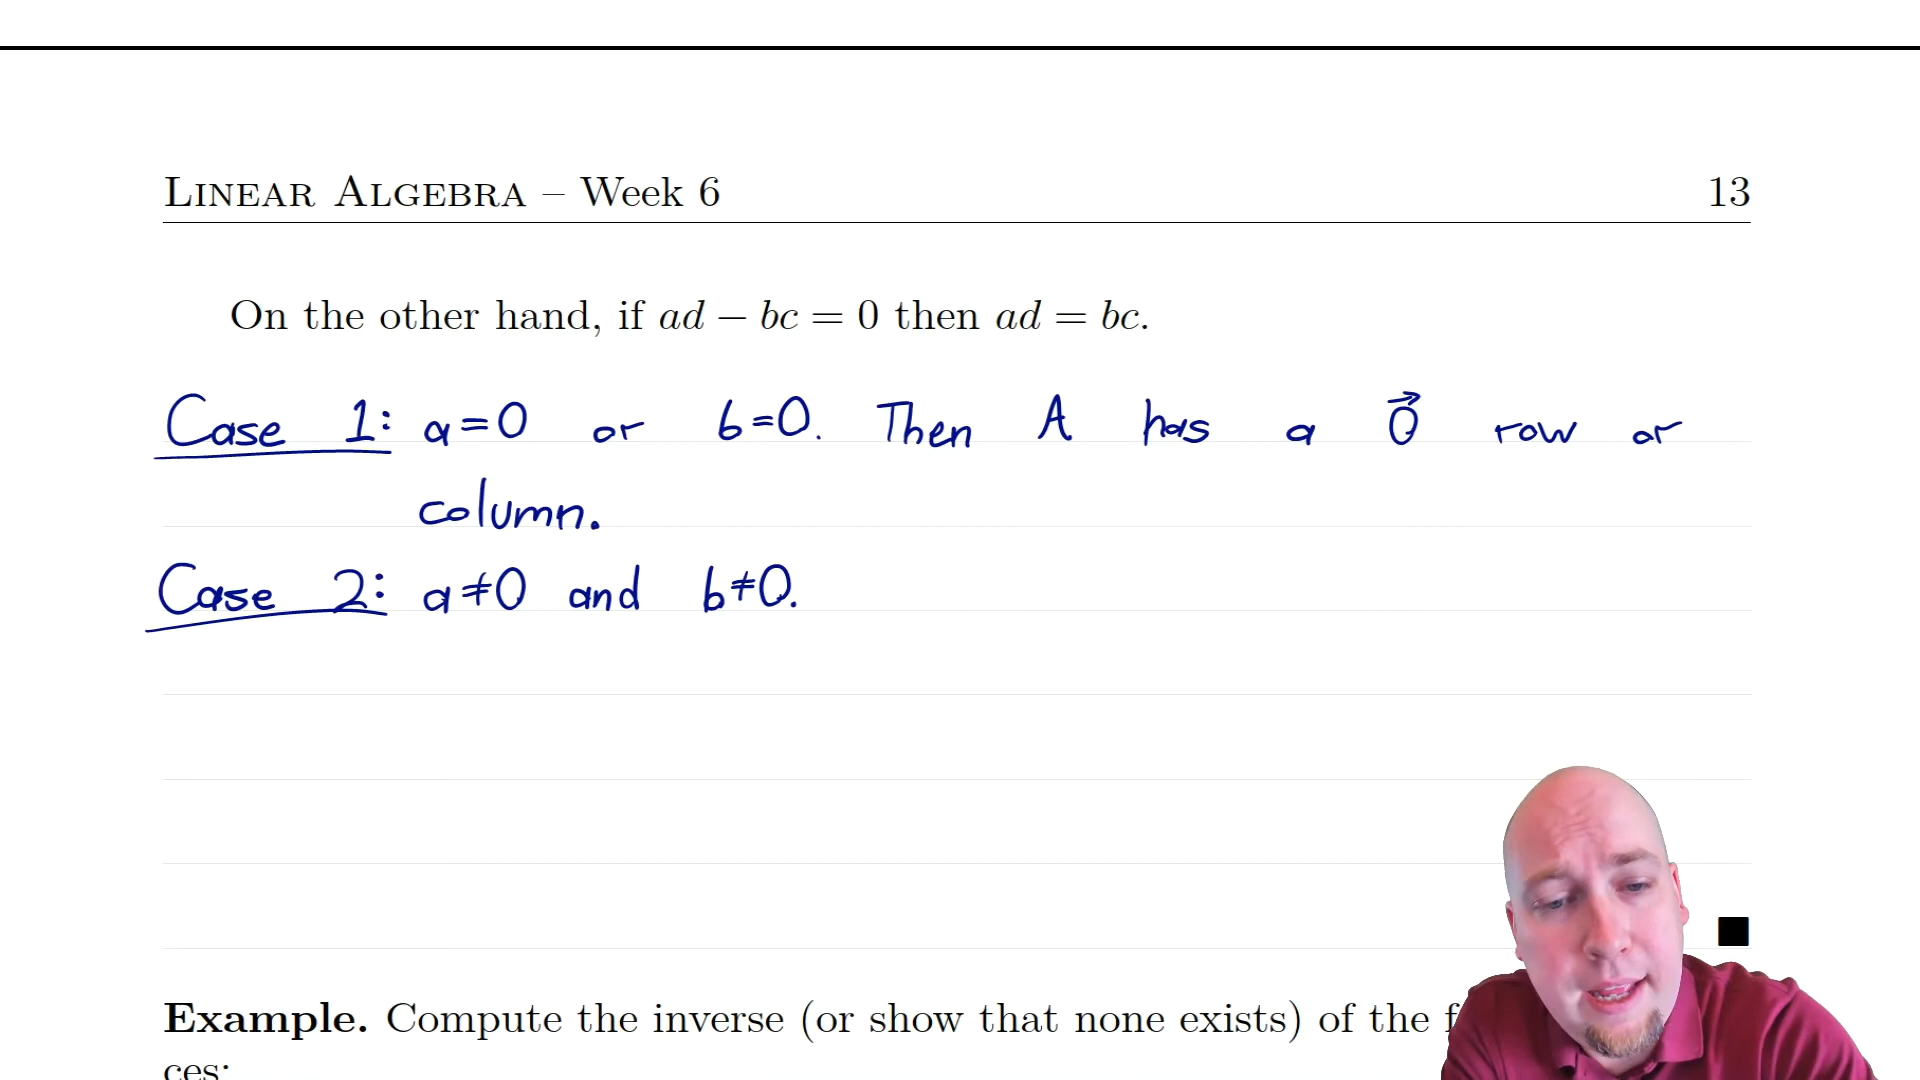 LINEAR ALGEBRA – Week 6 13
On the other hand, if ad − bc = 0 then ad = bc.
Case 1: a=0 or b=0. Then A has a 0⃗ row or
column.
Case 2: a≠0 and b≠0.
Example. Compute the inverse (or show that none exists) of the
ces: